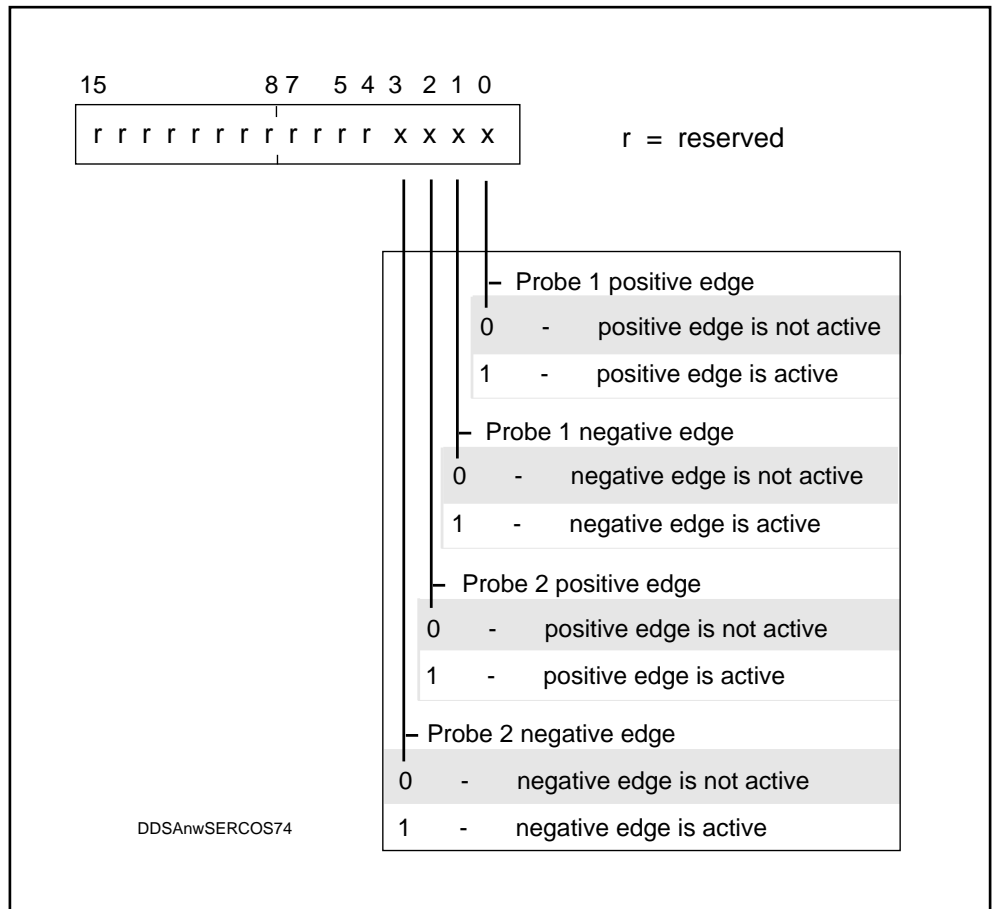 15 8 7 5 4 3 2 1 0
r r r r r r r r r r r r x x x x
r = reserved
Probe 1 positive edge
0 - positive edge is not active
1 - positive edge is active
Probe 1 negative edge
0 - negative edge is not active
1 - negative edge is active
Probe 2 positive edge
0 - positive edge is not active
1 - positive edge is active
Probe 2 negative edge
0 - negative edge is not active
1 - negative edge is active
DDSAnwSERCOS74